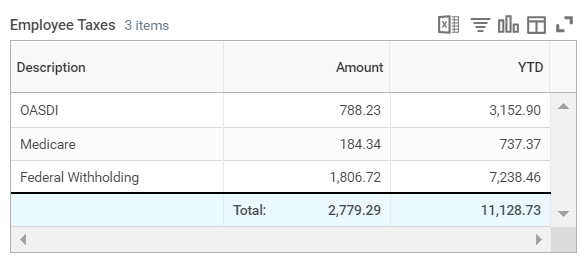 Employee Taxes 3 items
Description Amount YTD
OASDI 788.23 3,152.90
Medicare 184.34 737.37
Federal Withholding 1,806.72 7,238.46
Total: 2,779.29 11,128.73